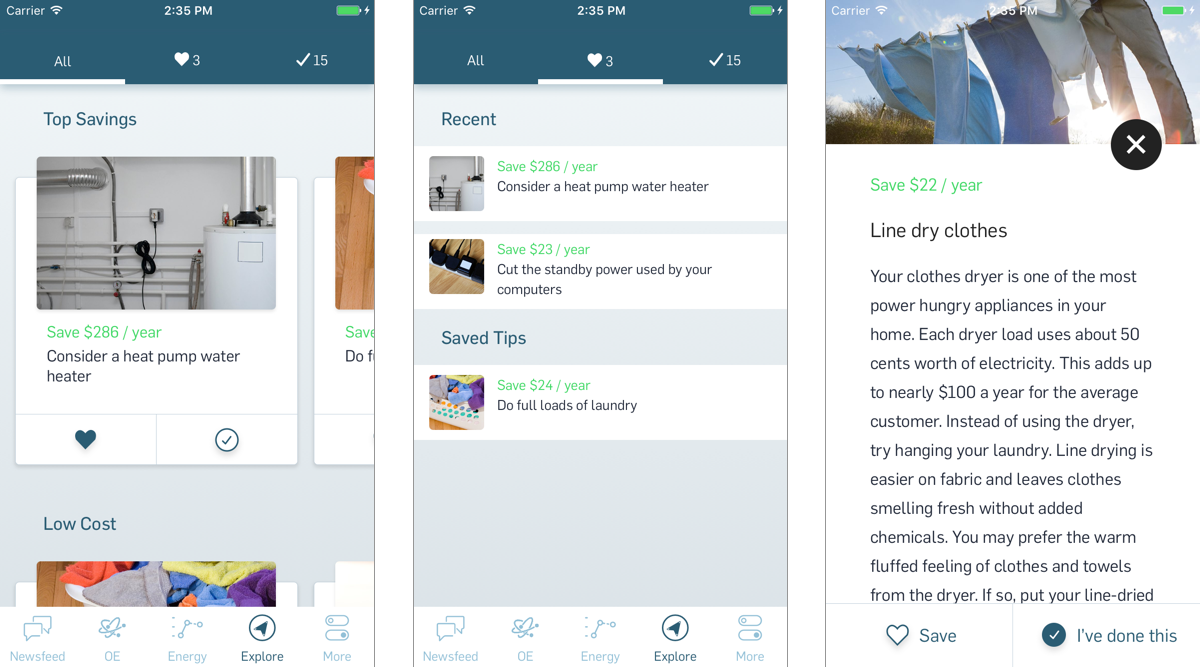 Carrier 2:35 PM
All 3 15
Top Savings
Save $286 / year
Consider a heat pump water
heater
Save
Do fu
Low Cost
Newsfeed OE Energy Explore More
Carrier 2:35 PM
All 3 15
Recent
Save $286 / year
Consider a heat pump water heater
Save $23 / year
Cut the standby power used by your
computers
Saved Tips
Save $24 / year
Do full loads of laundry
Newsfeed OE Energy Explore More
Carrier 2:35 PM
Save $22 / year
Line dry clothes
Your clothes dryer is one of the most
power hungry appliances in your
home. Each dryer load uses about 50
cents worth of electricity. This adds up
to nearly $100 a year for the average
customer. Instead of using the dryer,
try hanging your laundry. Line drying is
easier on fabric and leaves clothes
smelling fresh without added
chemicals. You may prefer the warm
fluffed feeling of clothes and towels
from the dryer. If so, put your line-dried
Save I've done this